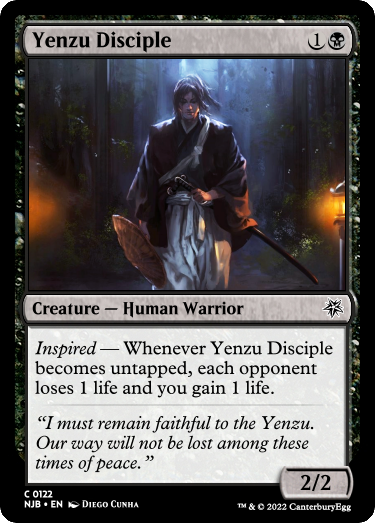 Yenzu Disciple 1
Creature — Human Warrior
Inspired — Whenever Yenzu Disciple
becomes untapped, each opponent
loses 1 life and you gain 1 life.
“I must remain faithful to the Yenzu.
Our way will not be lost among these
times of peace.”
2/2
C 0122
NJB • EN Diego Cunha
™ & © 2022 CanterburyEgg